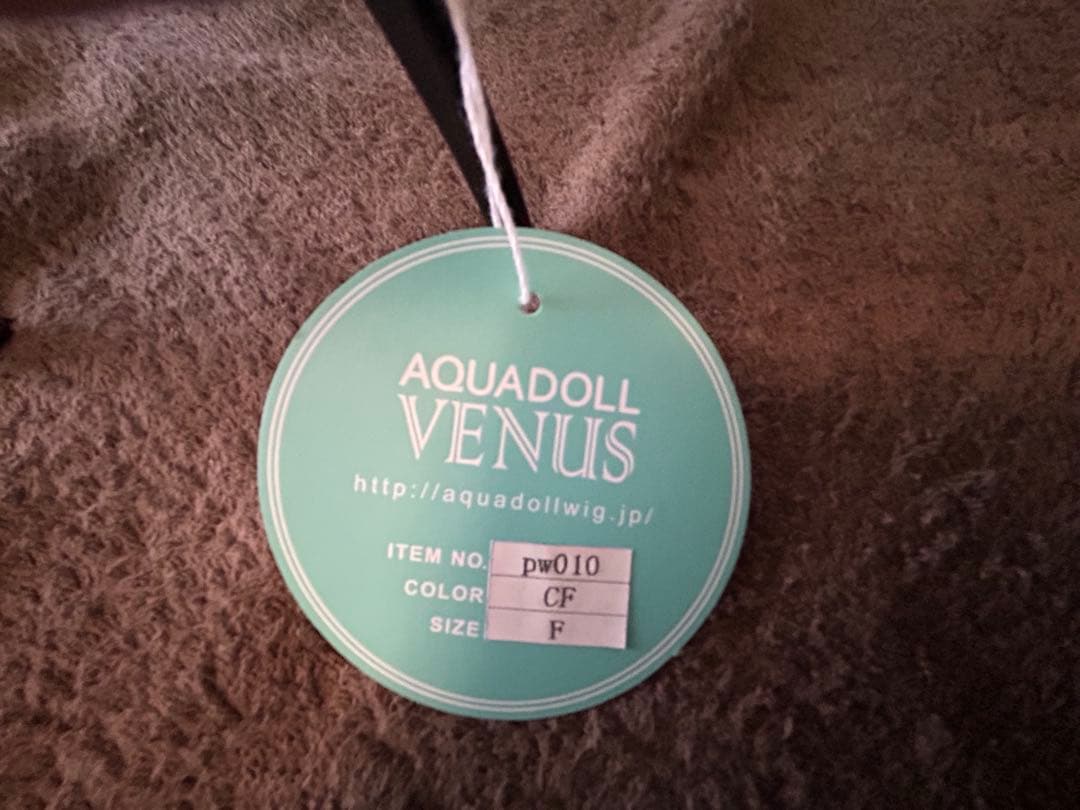 AQUADOLL
VENUS
http://aquadollwig.jp/
ITEM NO. pw010
COLOR CF
SIZE F